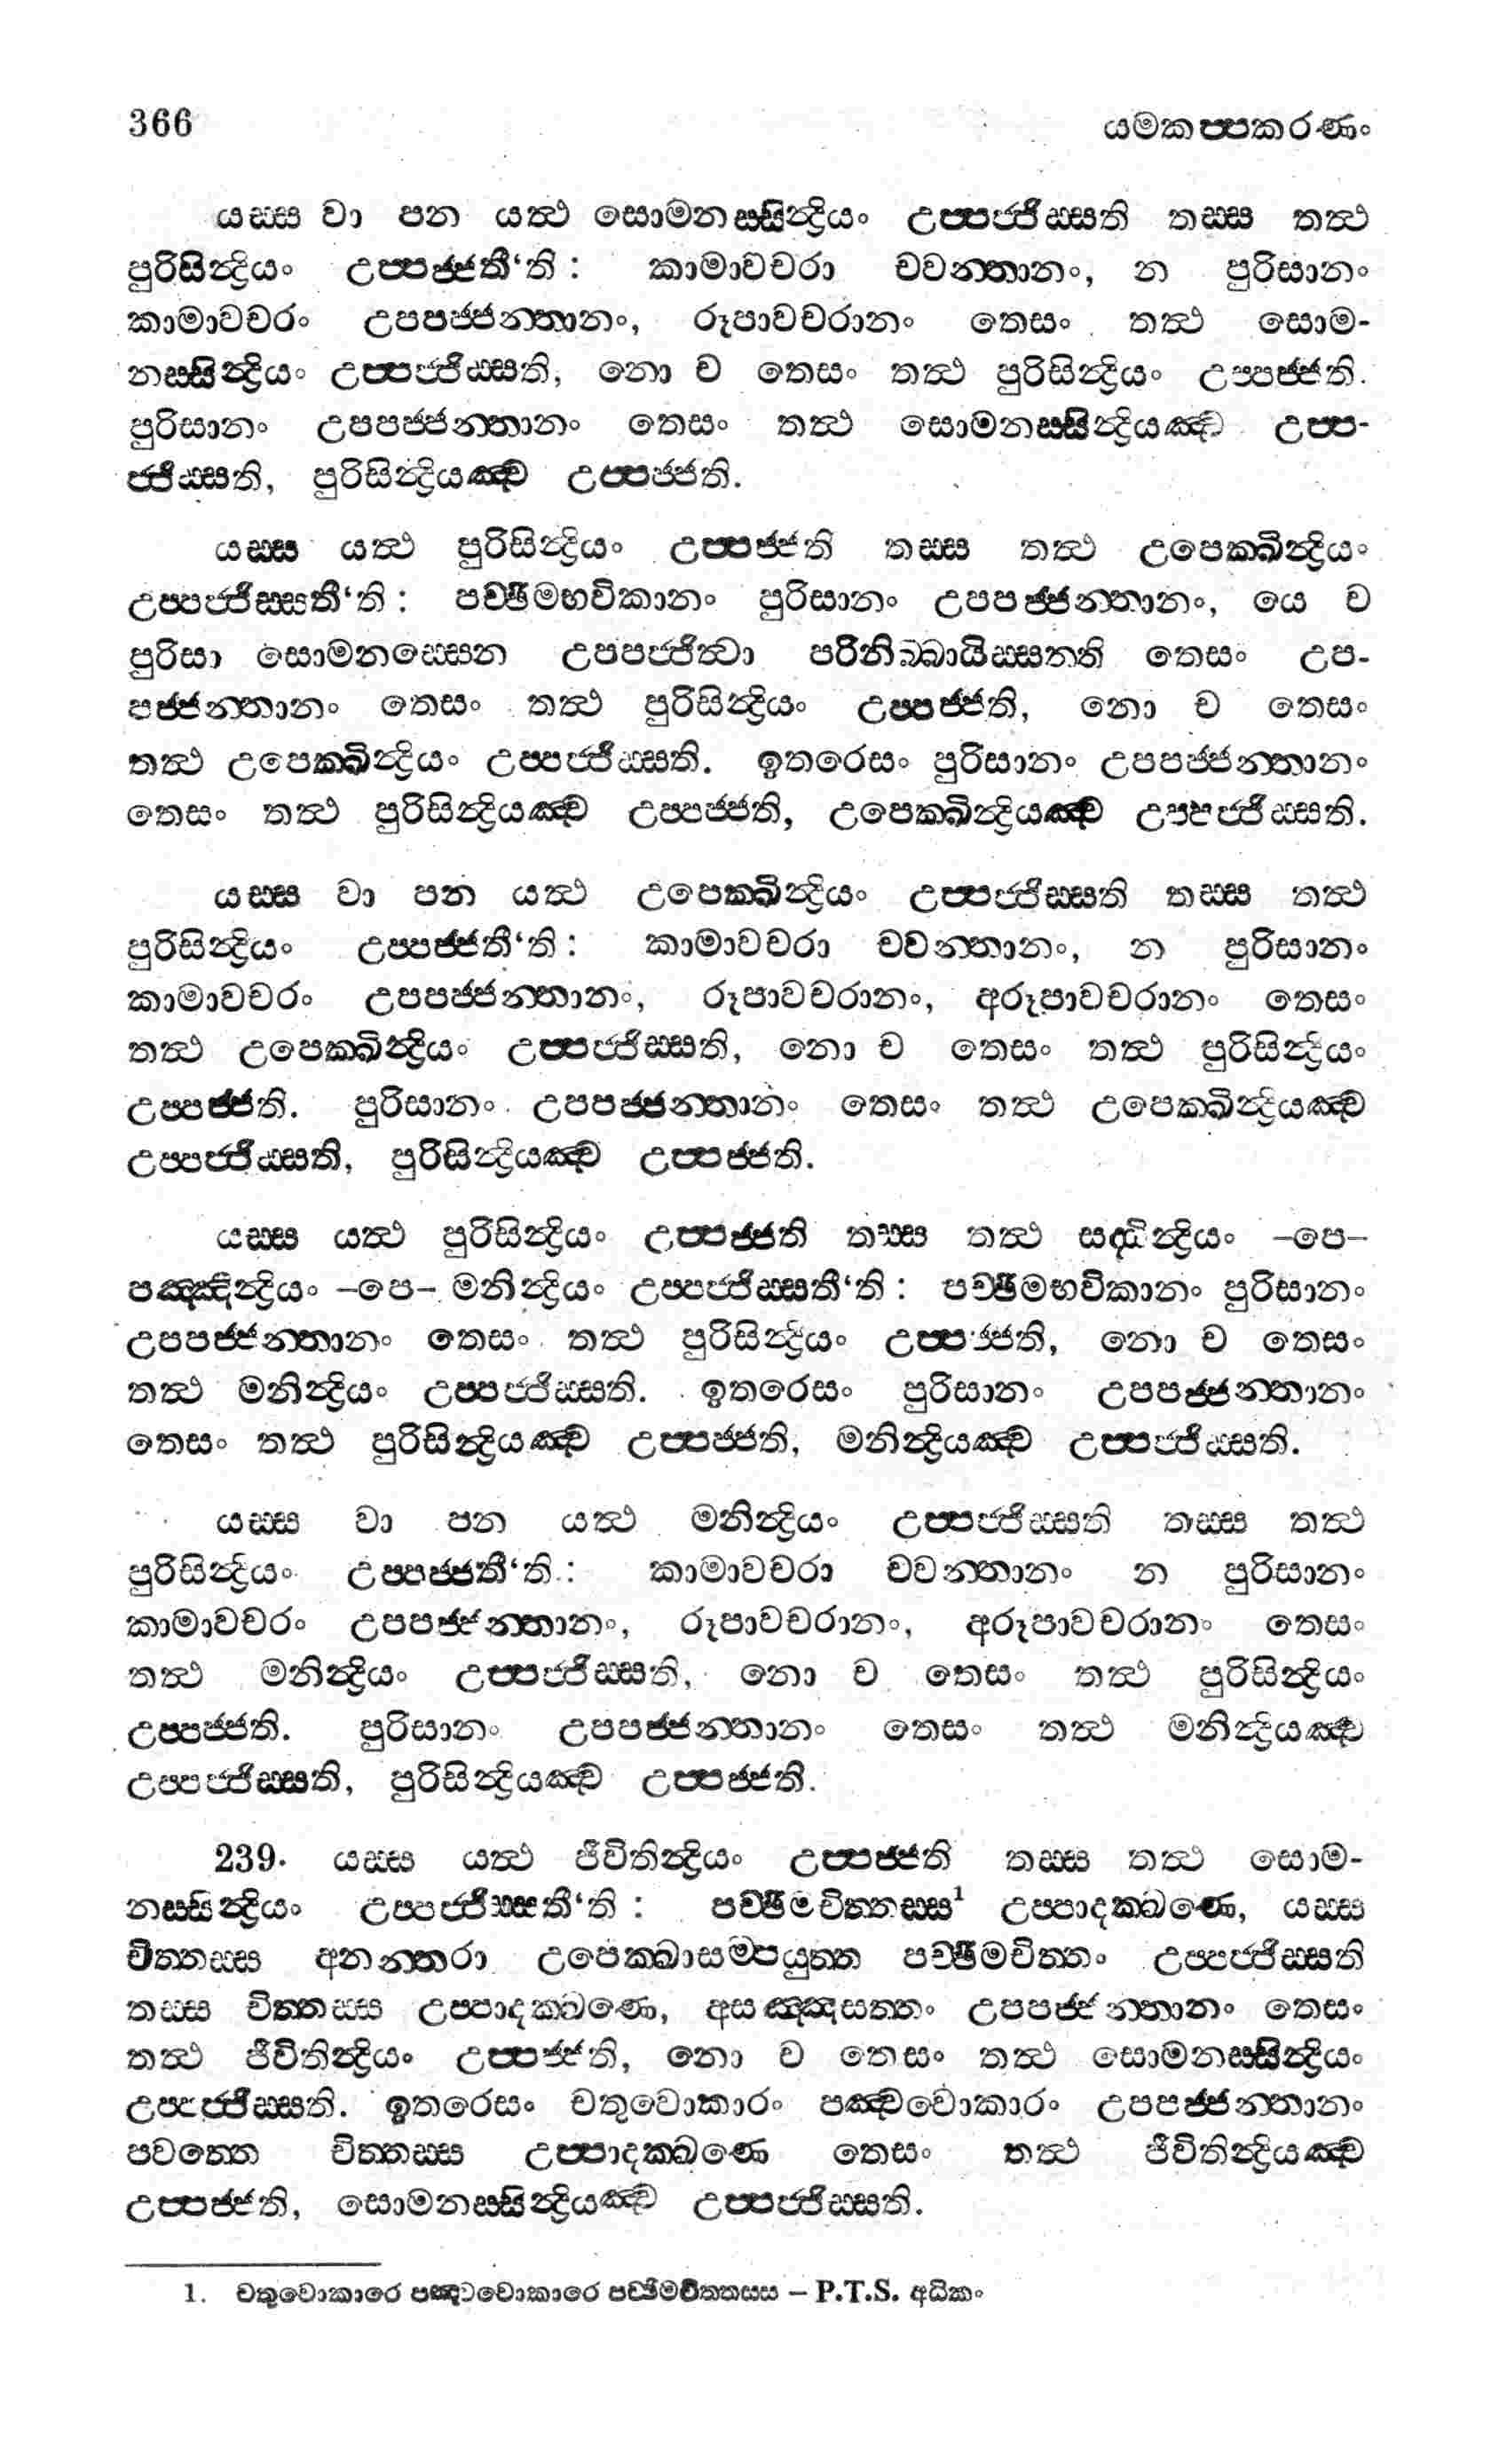 366 යමකප්පකරණං
යස්ස වා පන යත්ථ සොමනස්සින්ද්‍රියං උප්පජ්ජිස්සති තස්ස තත්ථ
පුරිසින්ද්‍රියං උප්පජ්ජතී‘ති : කාමාවචරා චවන්තානං, න පුරිසානං
කාමාවචරං උපපජ්ජන්තානං, රූපාවචරානං තෙසං තත්ථ සොම-
නස්සින්ද්‍රියං උප්පජ්ජිස්සති, නො ච තෙසං තත්ථ පුරිසින්ද්‍රියං උප්පජ්ජති.
පුරිසානං උපපජ්ජන්තානං තෙසං තත්ථ සොමනස්සින්ද්‍රියඤ්ච උප්ප-
ජ්ජිස්සති, පුරිසින්ද්‍රියඤ්ච උප්පජ්ජති.
යස්ස යත්ථ පුරිසින්ද්‍රියං උප්පජ්ජති තස්ස තත්ථ උපෙක්ඛින්ද්‍රියං
උප්පජ්ජිස්සතී‘ති : පච්ඡිමභවිකානං පුරිසානං උපපජ්ජන්තානං, යෙ ච
පුරිසා සොමනස්සෙන උපපජ්ජිත්වා පරිනිබ්බායිස්සන්ති තෙසං උප-
පජ්ජන්තානං තෙසං තත්ථ පුරිසින්ද්‍රියං උප්පජ්ජති, නො ච තෙසං
තත්ථ උපෙක්ඛින්ද්‍රියං උප්පජ්ජිස්සති. ඉතරෙසං පුරිසානං උපපජ්ජන්තානං
තෙසං තත්ථ පුරිසින්ද්‍රියඤ්ච උප්පජ්ජති, උපෙක්ඛින්ද්‍රියඤ්ච උප්පජ්ජිස්සති.
යස්ස වා පන යත්ථ උපෙක්ඛින්ද්‍රියං උප්පජ්ජිස්සති තස්ස තත්ථ
පුරිසින්ද්‍රියං උප්පජ්ජතී‘ති : කාමාවචරා චවන්තානං, න පුරිසානං
කාමාවචරං උපපජ්ජන්තානං, රූපාවචරානං, අරූපාවචරානං තෙසං
තත්ථ උපෙක්ඛින්ද්‍රියං උප්පජ්ජිස්සති, නො ච තෙසං තත්ථ පුරිසින්ද්‍රියං
උප්පජ්ජති. පුරිසානං උපපජ්ජන්තානං තෙසං තත්ථ උපෙක්ඛින්ද්‍රියඤ්ච
උප්පජ්ජිස්සති, පුරිසින්ද්‍රියඤ්ච උප්පජ්ජති.
යස්ස යත්ථ පුරිසින්ද්‍රියං උප්පජ්ජති තස්ස තත්ථ සද්ධින්ද්‍රියං –පෙ–
පඤ්ඤින්ද්‍රියං –පෙ– මනින්ද්‍රියං උප්පජ්ජිස්සතී‘ති : පච්ඡිමභවිකානං පුරිසානං
උපපජ්ජන්තානං තෙසං තත්ථ පුරිසින්ද්‍රියං උප්පජ්ජති, නො ච තෙසං
තත්ථ මනින්ද්‍රියං උප්පජ්ජිස්සති. ඉතරෙසං පුරිසානං උපපජ්ජන්තානං
තෙසං තත්ථ පුරිසින්ද්‍රියඤ්ච උප්පජ්ජති, මනින්ද්‍රියඤ්ච උප්පජ්ජිස්සති.
යස්ස වා පන යත්ථ මනින්ද්‍රියං උප්පජ්ජිස්සති තස්ස තත්ථ
පුරිසින්ද්‍රියං උප්පජ්ජතී‘ති : කාමාවචරා චවන්තානං න පුරිසානං
කාමාවචරං උපපජ්ජන්තානං, රූපාවචරානං, අරූපාවචරානං තෙසං
තත්ථ මනින්ද්‍රියං උප්පජ්ජිස්සති, නො ච තෙසං තත්ථ පුරිසින්ද්‍රියං
උප්පජ්ජති. පුරිසානං උපපජ්ජන්තානං තෙසං තත්ථ මනින්ද්‍රියඤ්ච
උප්පජ්ජිස්සති, පුරිසින්ද්‍රියඤ්ච උප්පජ්ජති.
239. යස්ස යත්ථ ජීවිතින්ද්‍රියං උප්පජ්ජති තස්ස තත්ථ සොම-
නස්සින්ද්‍රියං උප්පජ්ජිස්සතී‘ති : පච්ඡිමචිත්තස්ස¹ උප්පාදක්ඛණෙ, යස්ස
චිත්තස්ස අනන්තරා උපෙක්ඛාසම්පයුත්ත පච්ඡිමචිත්තං උප්පජ්ජිස්සති
තස්ස චිත්තස්ස උප්පාදක්ඛණෙ, අසඤ්ඤසත්තං උපපජ්ජන්තානං තෙසං
තත්ථ ජීවිතින්ද්‍රියං උප්පජ්ජති, නො ච තෙසං තත්ථ සොමනස්සින්ද්‍රියං
උප්පජ්ජිස්සති. ඉතරෙසං චතුවොකාරං පඤ්චවොකාරං උපපජ්ජන්තානං
පවත්තෙ චිත්තස්ස උප්පාදක්ඛණෙ තෙසං තත්ථ ජීවිතින්ද්‍රියඤ්ච
උප්පජ්ජති, සොමනස්සින්ද්‍රියඤ්ච උප්පජ්ජිස්සති.
1. චතුවොකාරෙ පඤ්චවොකාරෙ පච්ඡිමචිත්තස්ස – P.T.S. අධිකං